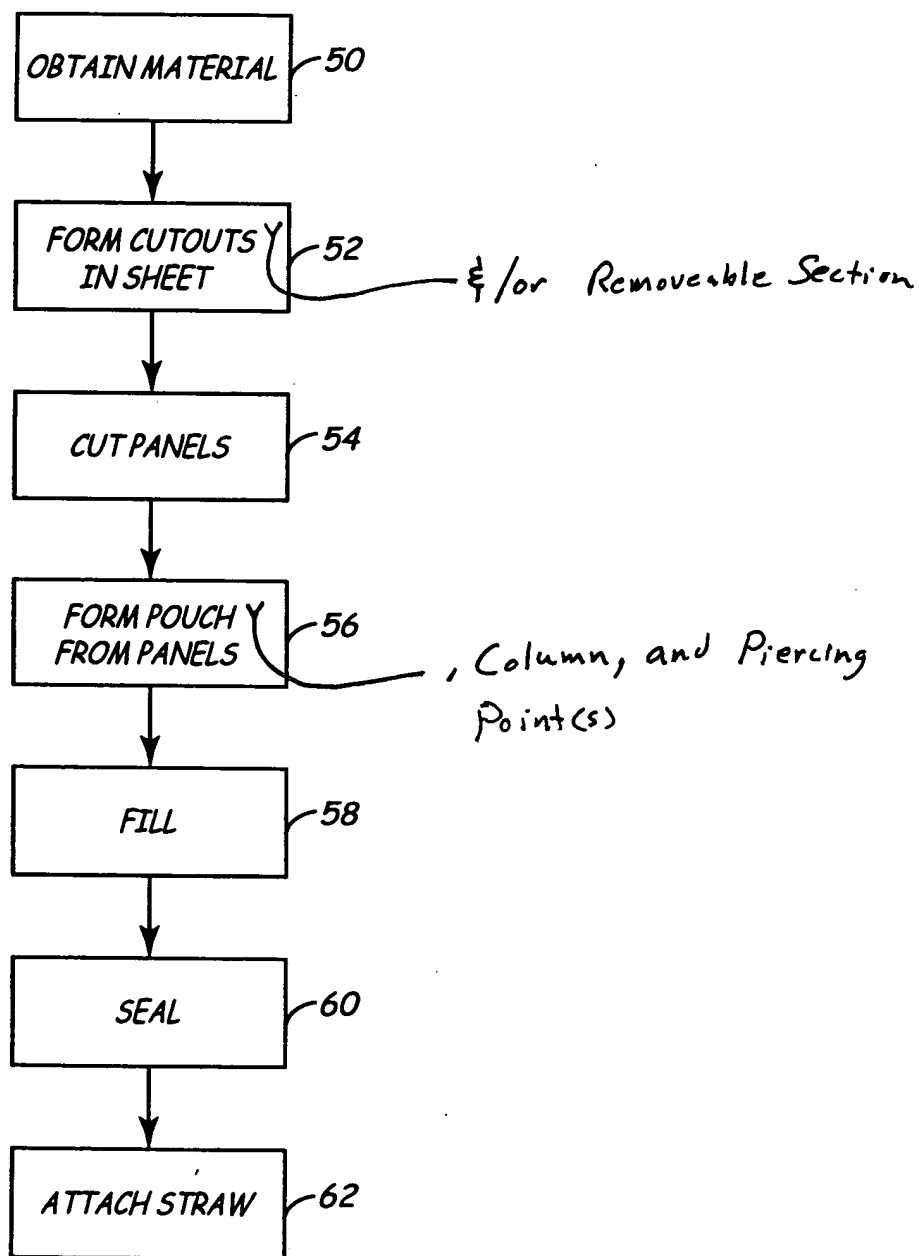 OBTAIN MATERIAL
50
FORM CUTOUTS
IN SHEET
52
&/or Removeable Section
CUT PANELS
54
FORM POUCH
FROM PANELS
56
, Column, and Piercing
Point(s)
FILL
58
SEAL
60
ATTACH STRAW
62